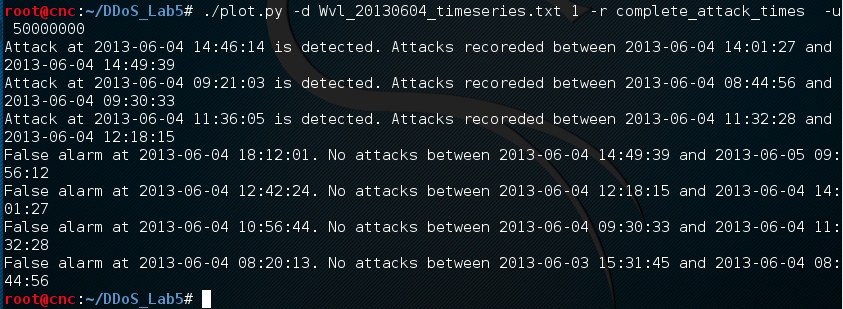 root@cnc:~/DDoS_Lab5# ./plot.py -d Wvl_20130604_timeseries.txt 1 -r complete_attack_times  -u
 50000000
Attack at 2013-06-04 14:46:14 is detected. Attacks recoreded between 2013-06-04 14:01:27 and
2013-06-04 14:49:39
Attack at 2013-06-04 09:21:03 is detected. Attacks recoreded between 2013-06-04 08:44:56 and
2013-06-04 09:30:33
Attack at 2013-06-04 11:36:05 is detected. Attacks recoreded between 2013-06-04 11:32:28 and
2013-06-04 12:18:15
False alarm at 2013-06-04 18:12:01. No attacks between 2013-06-04 14:49:39 and 2013-06-05 09:
56:12
False alarm at 2013-06-04 12:42:24. No attacks between 2013-06-04 12:18:15 and 2013-06-04 14:
01:27
False alarm at 2013-06-04 10:56:44. No attacks between 2013-06-04 09:30:33 and 2013-06-04 11:
32:28
False alarm at 2013-06-04 08:20:13. No attacks between 2013-06-03 15:31:45 and 2013-06-04 08:
44:56
root@cnc:~/DDoS_Lab5#